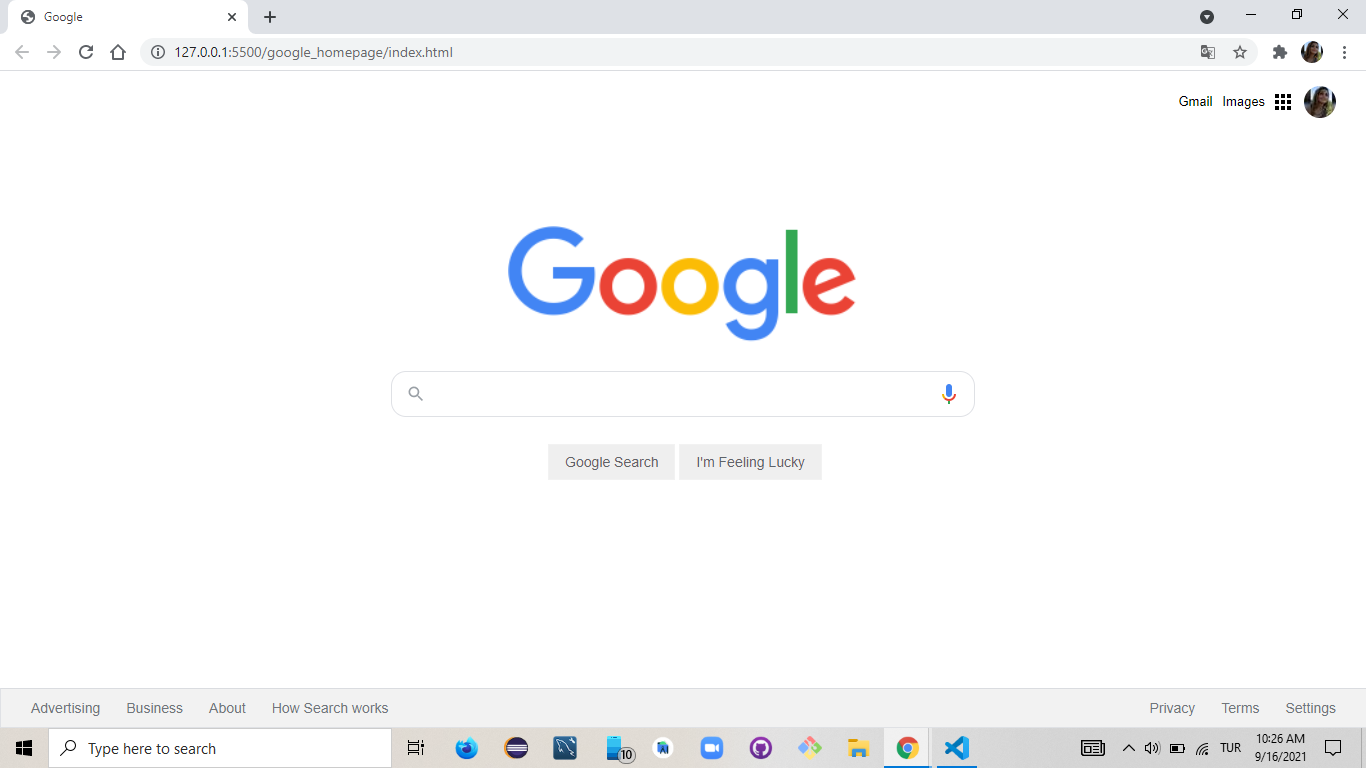 Google
127.0.0.1:5500/google_homepage/index.html
Gmail Images
Google
Google Search I'm Feeling Lucky
Advertising Business About How Search works Privacy Terms Settings
Type here to search 10 TUR 10:26 AM
9/16/2021